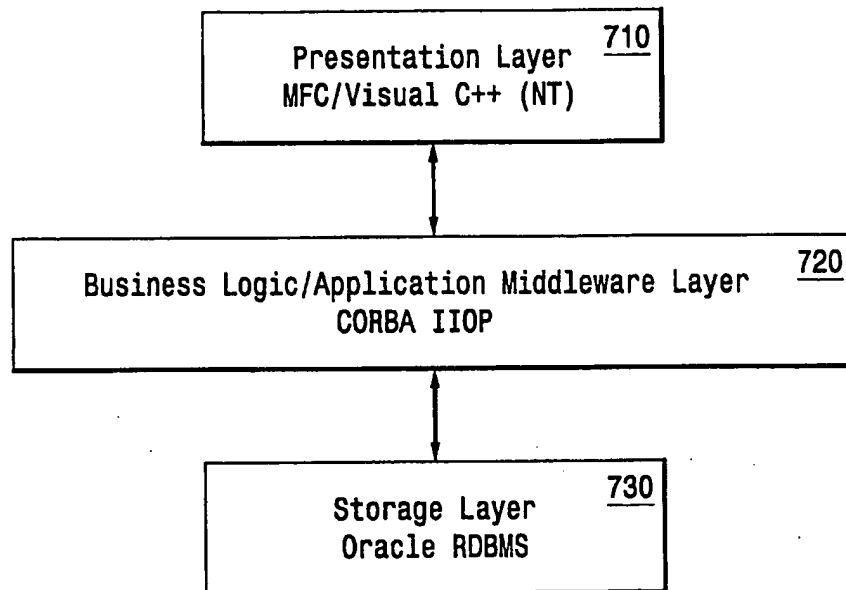 710
Presentation Layer
MFC/Visual C++ (NT)
720
Business Logic/Application Middleware Layer
CORBA IIOP
730
Storage Layer
Oracle RDBMS